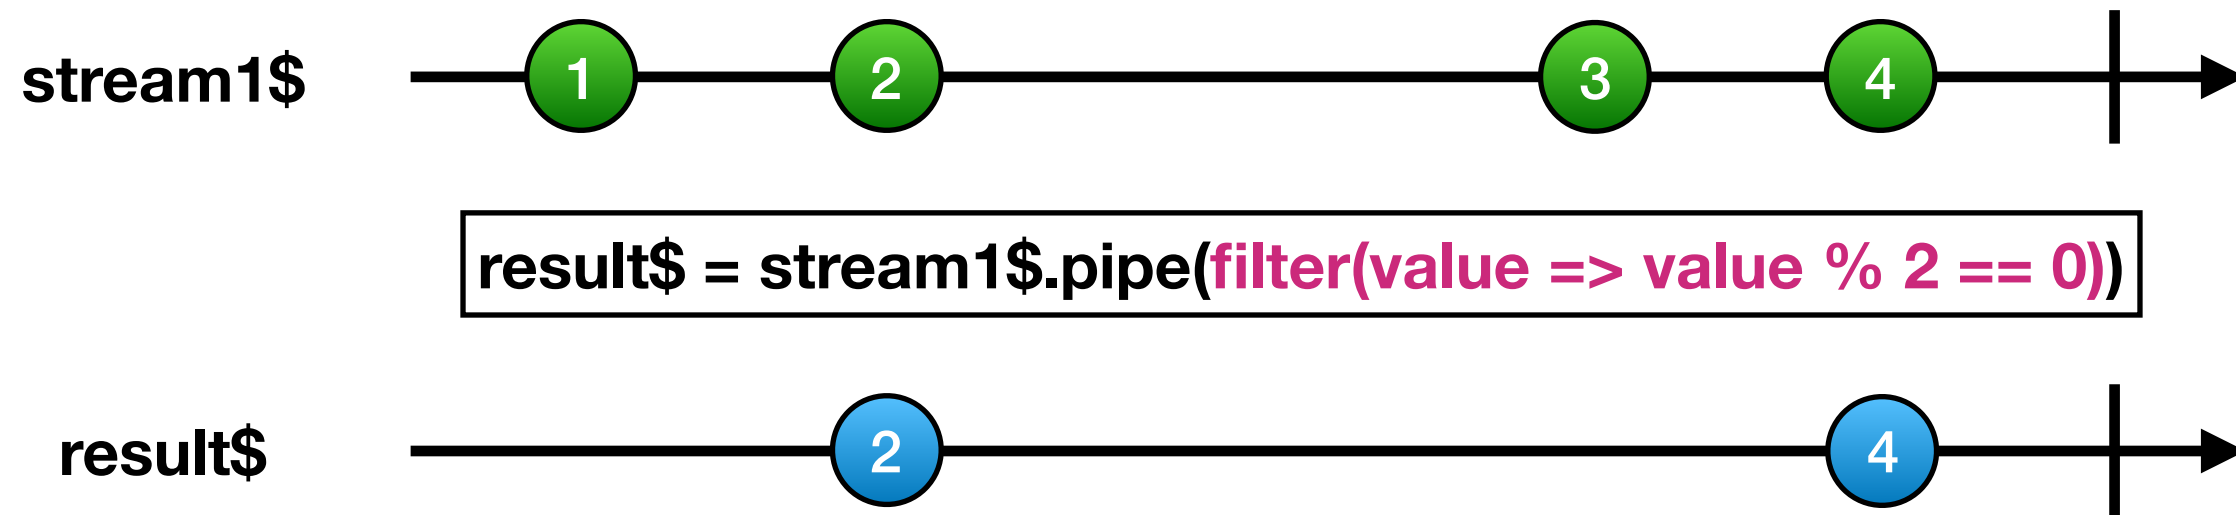 stream1$ 1 2 3 4
result$ = stream1$.pipe(filter(value => value % 2 == 0))
result$ 2 4